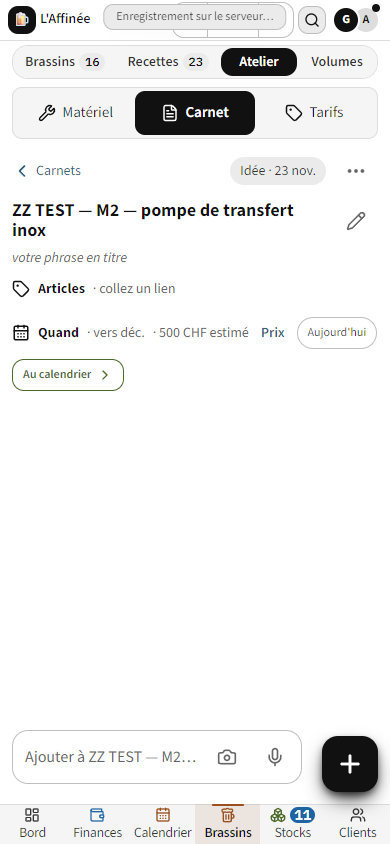 L'Affinée
Enregistrement sur le serveur…
G
A
Brassins 16
Recettes 23
Atelier
Volumes
Matériel
Carnet
Tarifs
Carnets
Idée · 23 nov.
ZZ TEST — M2 — pompe de transfert
inox
votre phrase en titre
Articles · collez un lien
Quand · vers déc. · 500 CHF estimé Prix Aujourd'hui
Au calendrier
Ajouter à ZZ TEST — M2…
Bord
Finances
Calendrier
Brassins
11
Stocks
Clients